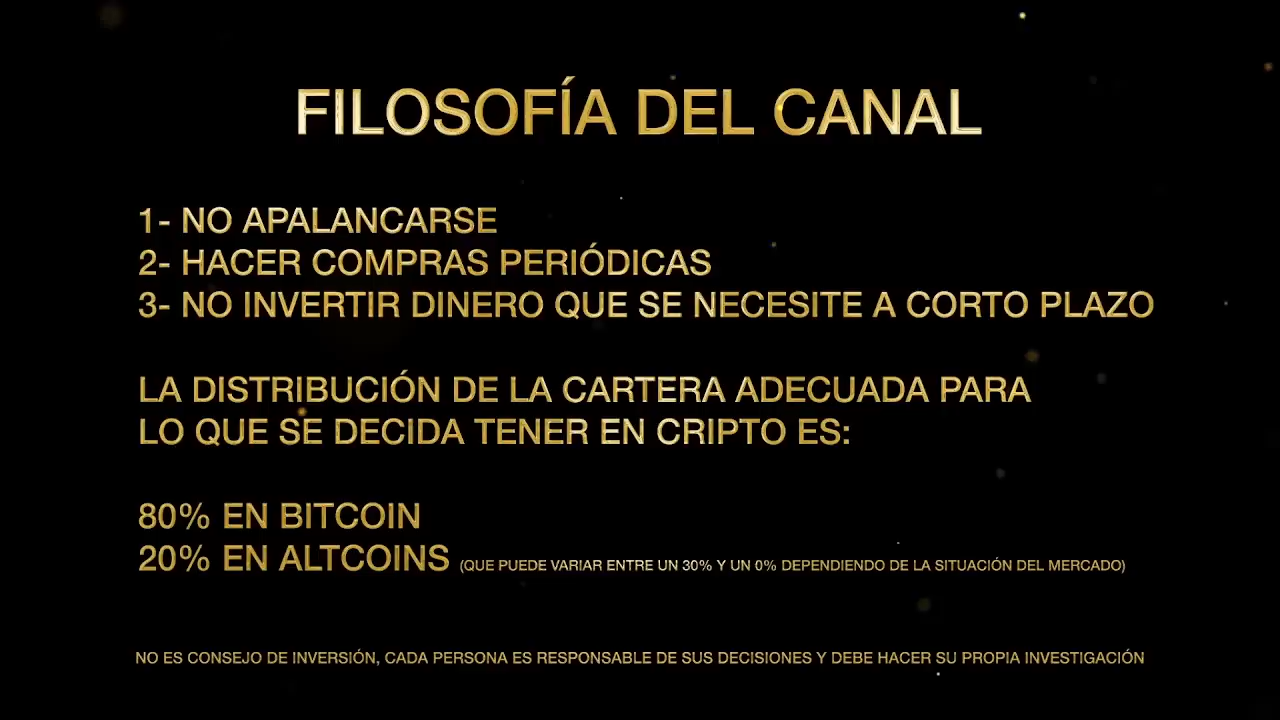 FILOSOFÍA DEL CANAL
1- NO APALANCARSE
2- HACER COMPRAS PERIÓDICAS
3- NO INVERTIR DINERO QUE SE NECESITE A CORTO PLAZO
LA DISTRIBUCIÓN DE LA CARTERA ADECUADA PARA
LO QUE SE DECIDA TENER EN CRIPTO ES:
80% EN BITCOIN
20% EN ALTCOINS (QUE PUEDE VARIAR ENTRE UN 30% Y UN 0% DEPENDIENDO DE LA SITUACIÓN DEL MERCADO)
NO ES CONSEJO DE INVERSIÓN, CADA PERSONA ES RESPONSABLE DE SUS DECISIONES Y DEBE HACER SU PROPIA INVESTIGACIÓN